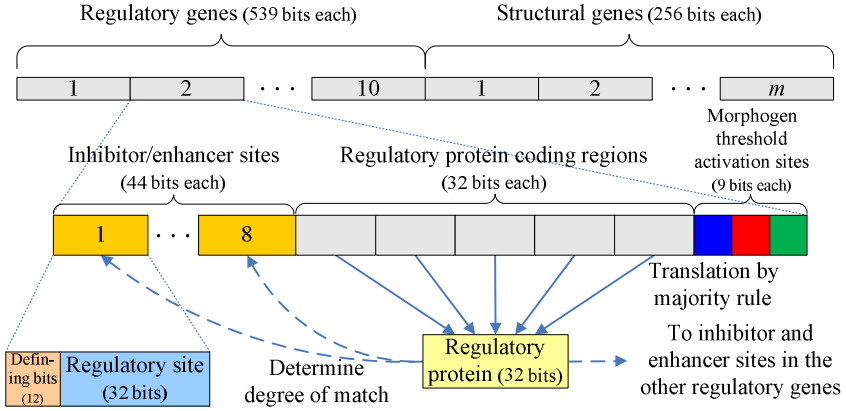 Regulatory genes (539 bits each)
Structural genes (256 bits each)
1 2 · · · 10 1 2 · · · m
Morphogen
threshold
activation sites
(9 bits each)
Inhibitor/enhancer sites
(44 bits each)
Regulatory protein coding regions
(32 bits each)
1 · · · 8
Translation by
majority rule
Defin-
ing bits
(12)
Regulatory site
(32 bits)
Determine
degree of match
Regulatory
protein (32 bits)
To inhibitor and
enhancer sites in the
other regulatory genes